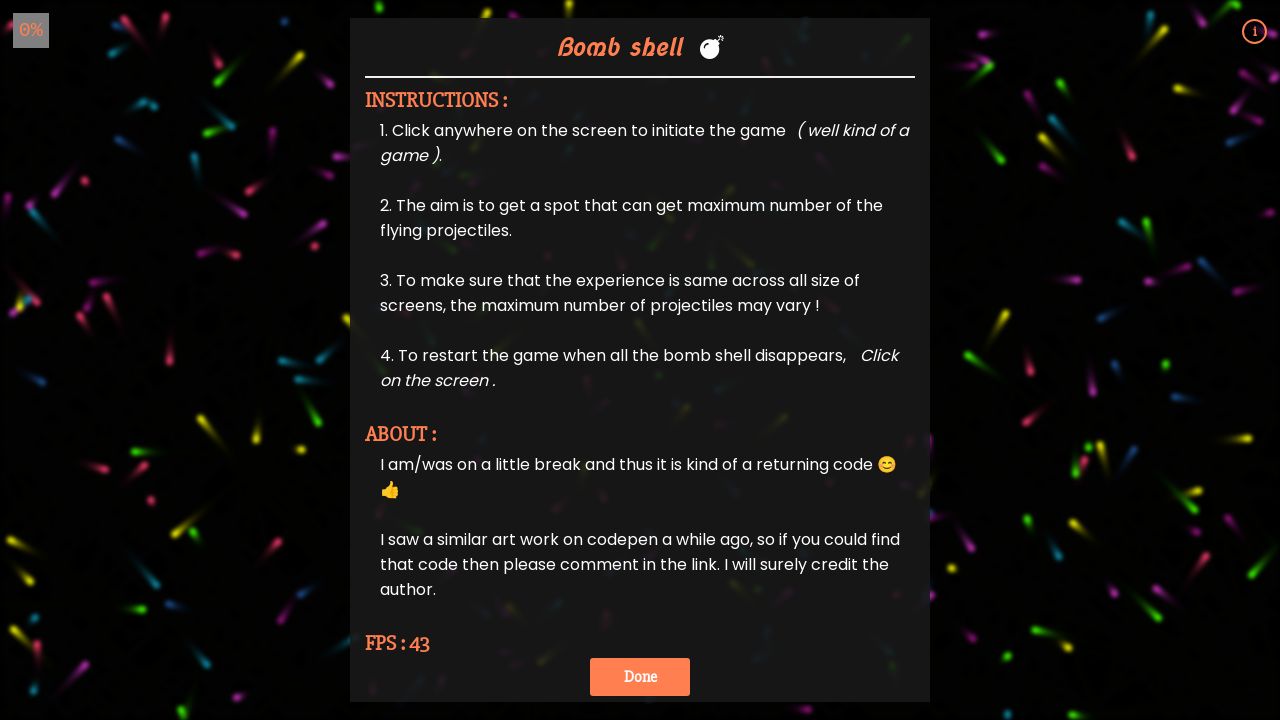 0%
i
Bomb shell 💣
INSTRUCTIONS :
1. Click anywhere on the screen to initiate the game ( well kind of a
game ).
2. The aim is to get a spot that can get maximum number of the
flying projectiles.
3. To make sure that the experience is same across all size of
screens, the maximum number of projectiles may vary !
4. To restart the game when all the bomb shell disappears, Click
on the screen .
ABOUT :
I am/was on a little break and thus it is kind of a returning code 😊
👍
I saw a similar art work on codepen a while ago, so if you could find
that code then please comment in the link. I will surely credit the
author.
FPS : 43
Done